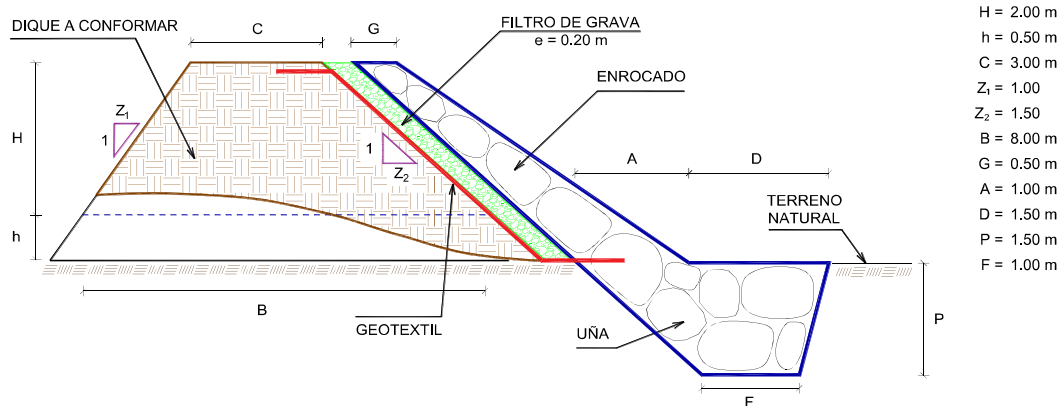 DIQUE A CONFORMAR
C
G
FILTRO DE GRAVA
e = 0.20 m
ENROCADO
H
Z₁
1
1
Z₂
A
D
TERRENO
NATURAL
h
B
GEOTEXTIL
UÑA
P
F
H = 2.00 m
h = 0.50 m
C = 3.00 m
Z₁ = 1.00
Z₂ = 1.50
B = 8.00 m
G = 0.50 m
A = 1.00 m
D = 1.50 m
P = 1.50 m
F = 1.00 m